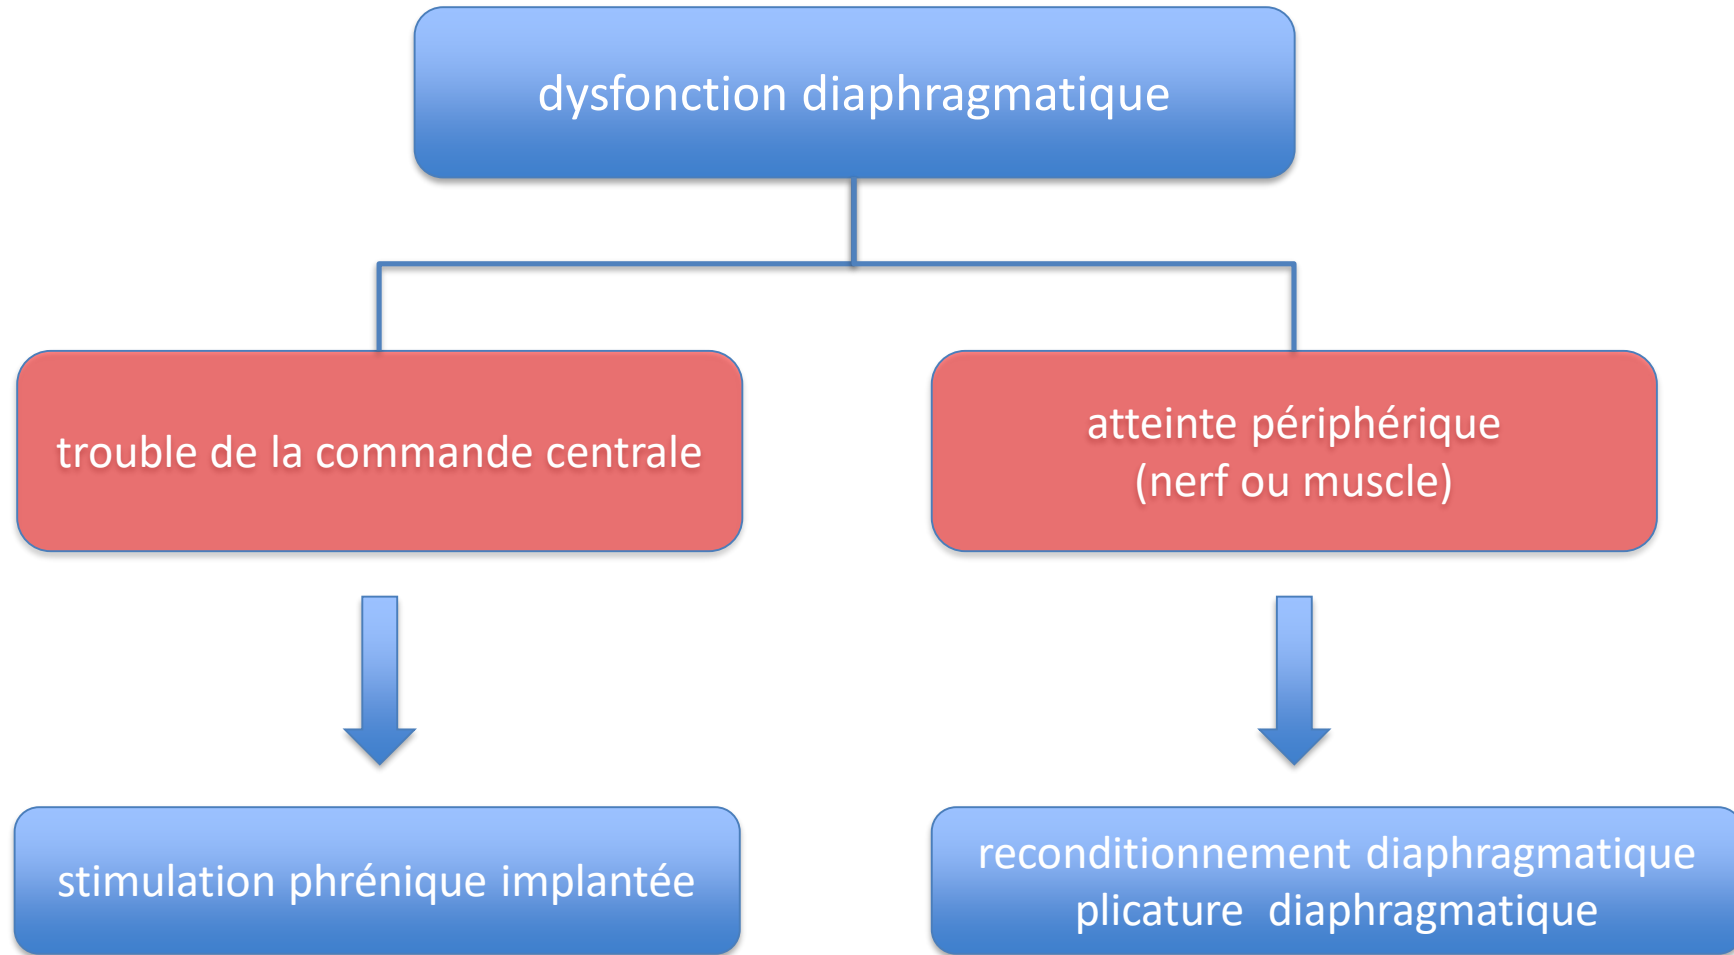 dysfonction diaphragmatique
trouble de la commande centrale
atteinte périphérique
(nerf ou muscle)
stimulation phrénique implantée
reconditionnement diaphragmatique
plicature  diaphragmatique